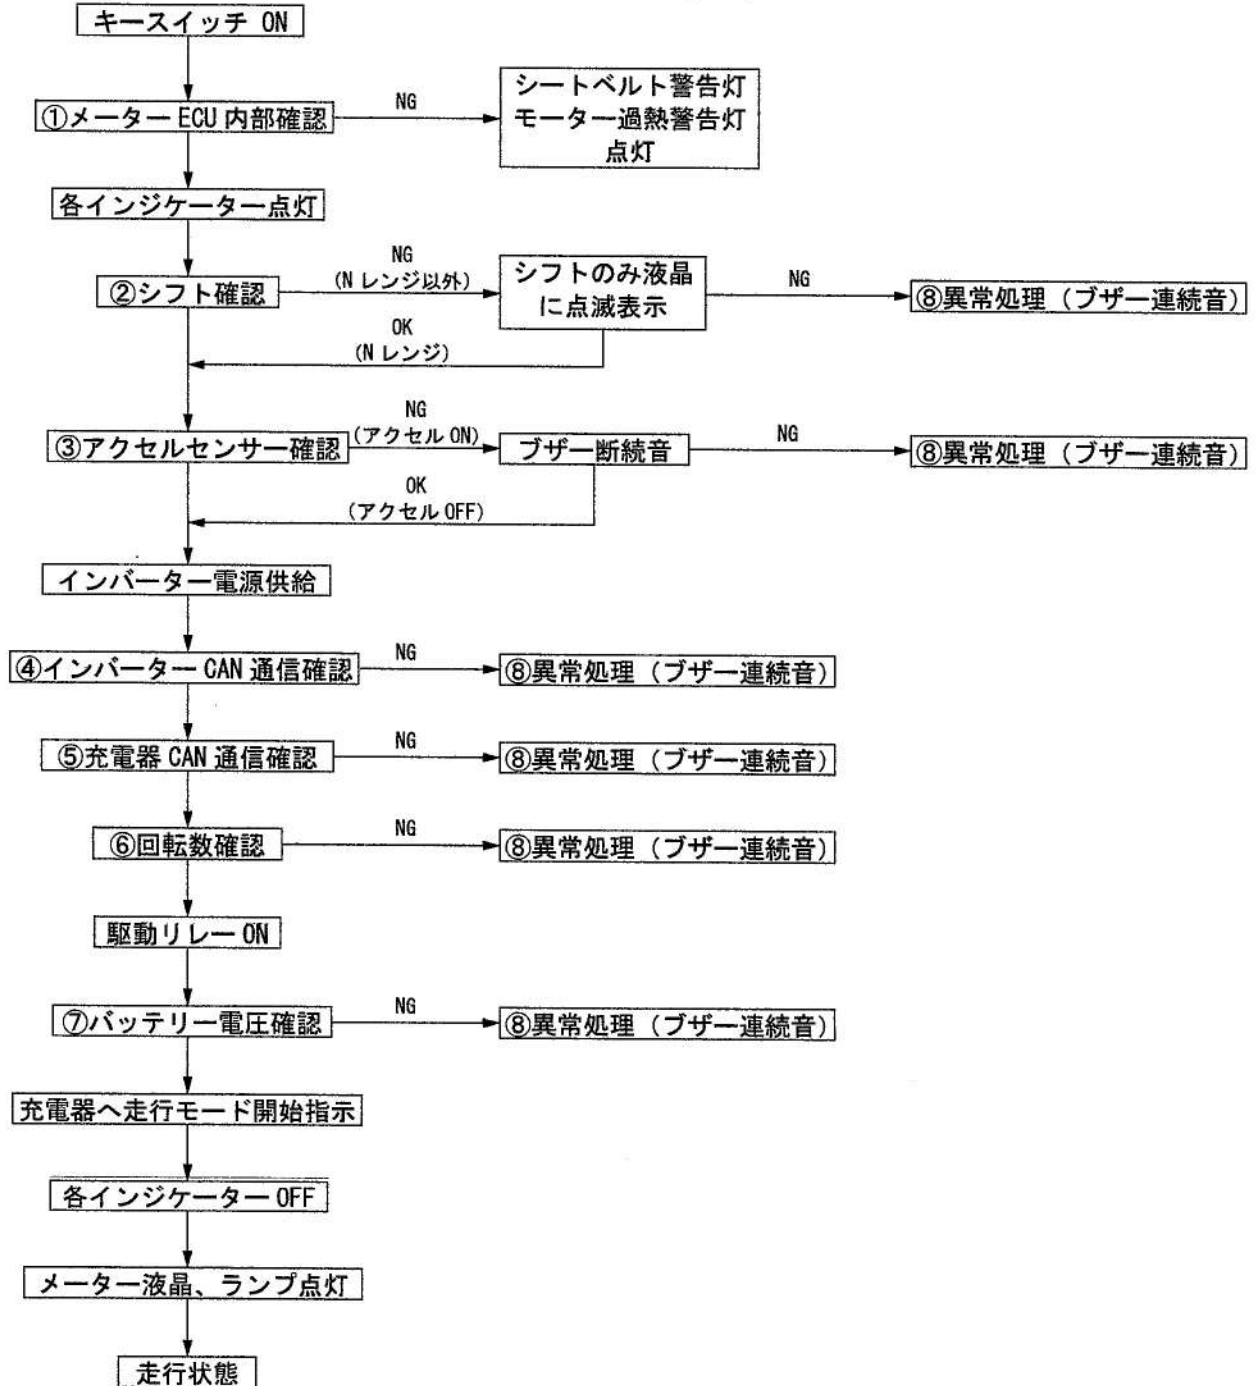 キースイッチ ON
①メーター ECU 内部確認
NG
シートベルト警告灯
モーター過熱警告灯
点灯
各インジケーター点灯
②シフト確認
NG
(N レンジ以外)
シフトのみ液晶
に点滅表示
NG
⑧異常処理（ブザー連続音）
OK
(N レンジ)
③アクセルセンサー確認
NG
(アクセル ON)
ブザー断続音
NG
⑧異常処理（ブザー連続音）
OK
(アクセル OFF)
インバーター電源供給
④インバーター CAN 通信確認
NG
⑧異常処理（ブザー連続音）
⑤充電器 CAN 通信確認
NG
⑧異常処理（ブザー連続音）
⑥回転数確認
NG
⑧異常処理（ブザー連続音）
駆動リレー ON
⑦バッテリー電圧確認
NG
⑧異常処理（ブザー連続音）
充電器へ走行モード開始指示
各インジケーター OFF
メーター液晶、ランプ点灯
走行状態